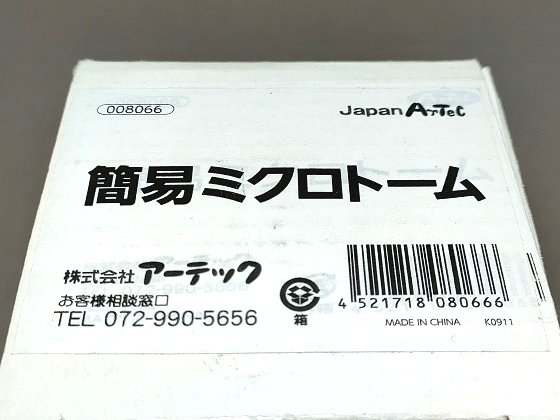 008066
Japan ArTeC
簡易ミクロトーム
株式会社 アーテック
お客様相談窓口
TEL 072-990-5656
箱
4 521718 080666
MADE IN CHINA K0911